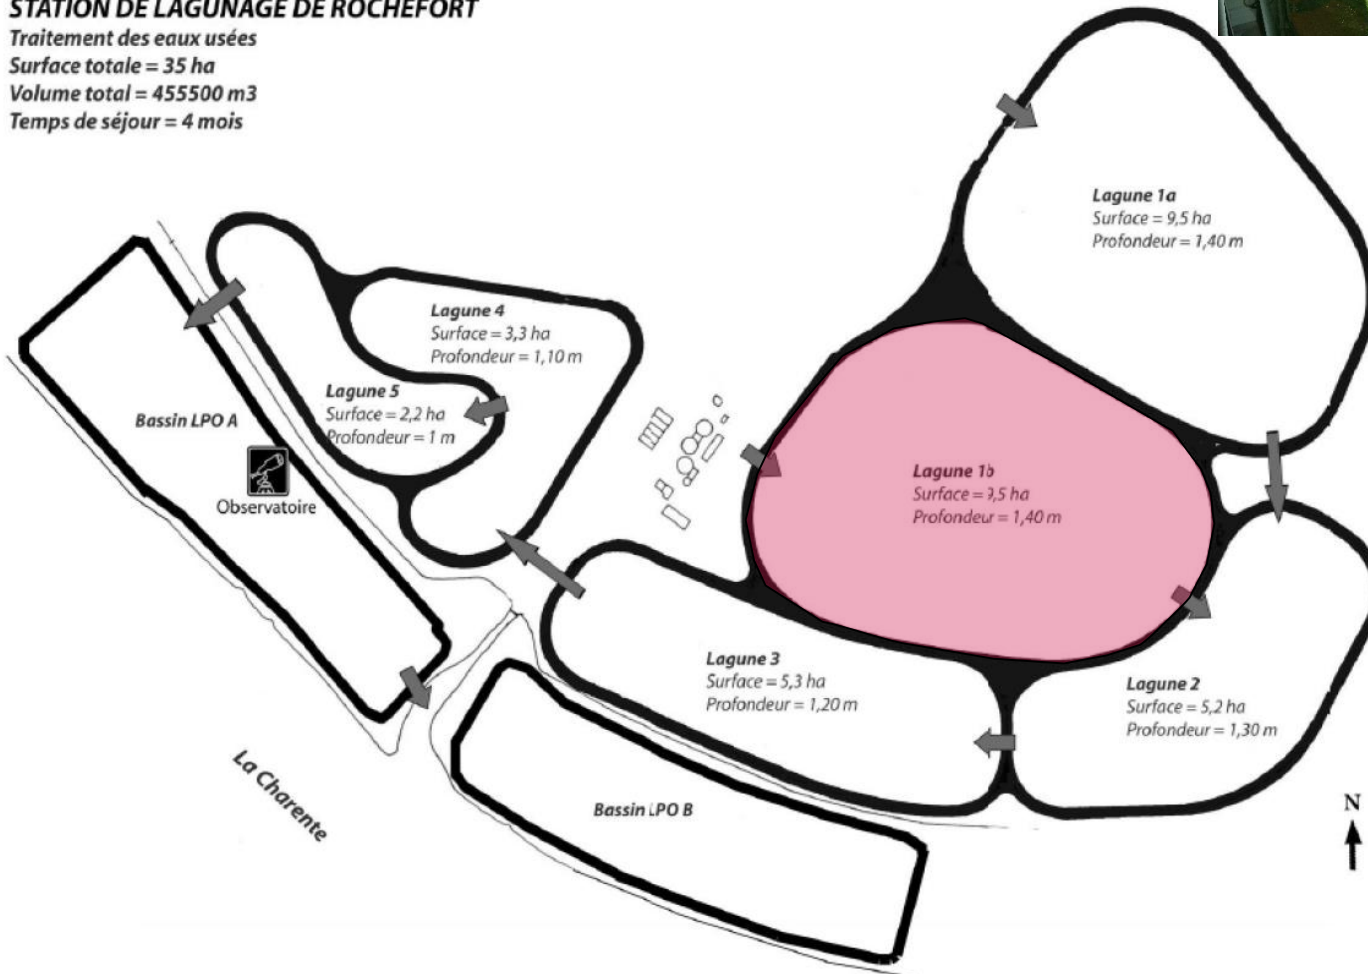 STATION DE LAGUNAGE DE ROCHEFORT
Traitement des eaux usées
Surface totale = 35 ha
Volume total = 455500 m3
Temps de séjour = 4 mois
Lagune 1a
Surface = 9,5 ha
Profondeur = 1,40 m
Lagune 4
Surface = 3,3 ha
Profondeur = 1,10 m
Lagune 5
Surface = 2,2 ha
Profondeur = 1 m
Bassin LPO A
Observatoire
Lagune 1b
Surface = 9,5 ha
Profondeur = 1,40 m
Lagune 3
Surface = 5,3 ha
Profondeur = 1,20 m
Lagune 2
Surface = 5,2 ha
Profondeur = 1,30 m
La Charente
Bassin LPO B
N